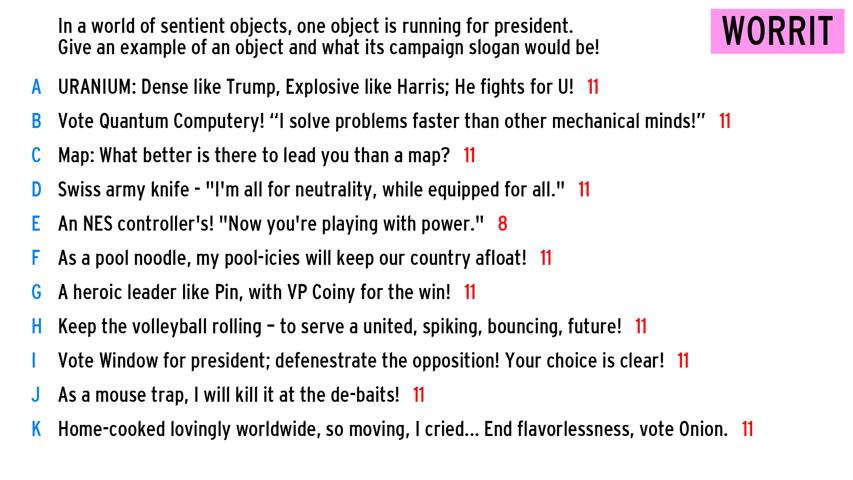 In a world of sentient objects, one object is running for president.
Give an example of an object and what its campaign slogan would be!
WORRIT
A URANIUM: Dense like Trump, Explosive like Harris; He fights for U! 11
B Vote Quantum Computery! “I solve problems faster than other mechanical minds!” 11
C Map: What better is there to lead you than a map? 11
D Swiss army knife - "I'm all for neutrality, while equipped for all." 11
E An NES controller's! "Now you're playing with power." 8
F As a pool noodle, my pool-icies will keep our country afloat! 11
G A heroic leader like Pin, with VP Coiny for the win! 11
H Keep the volleyball rolling – to serve a united, spiking, bouncing, future! 11
I Vote Window for president; defenestrate the opposition! Your choice is clear! 11
J As a mouse trap, I will kill it at the de-baits! 11
K Home-cooked lovingly worldwide, so moving, I cried... End flavorlessness, vote Onion. 11